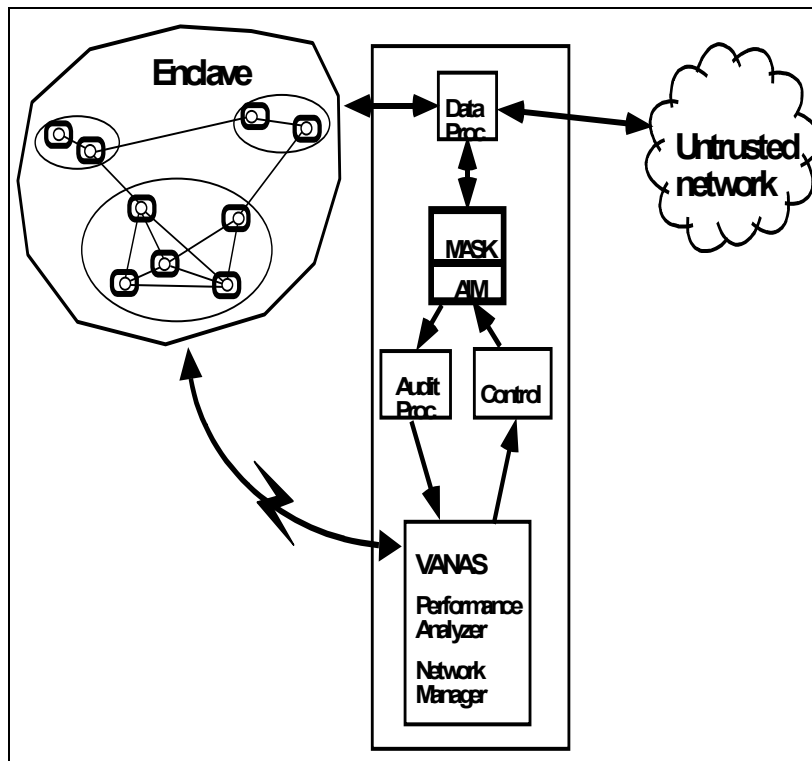 Enclave
Data
Proc
Untrusted
network
MASK
AIM
Audit
Proc
Control
VANAS
Performance
Analyzer
Network
Manager